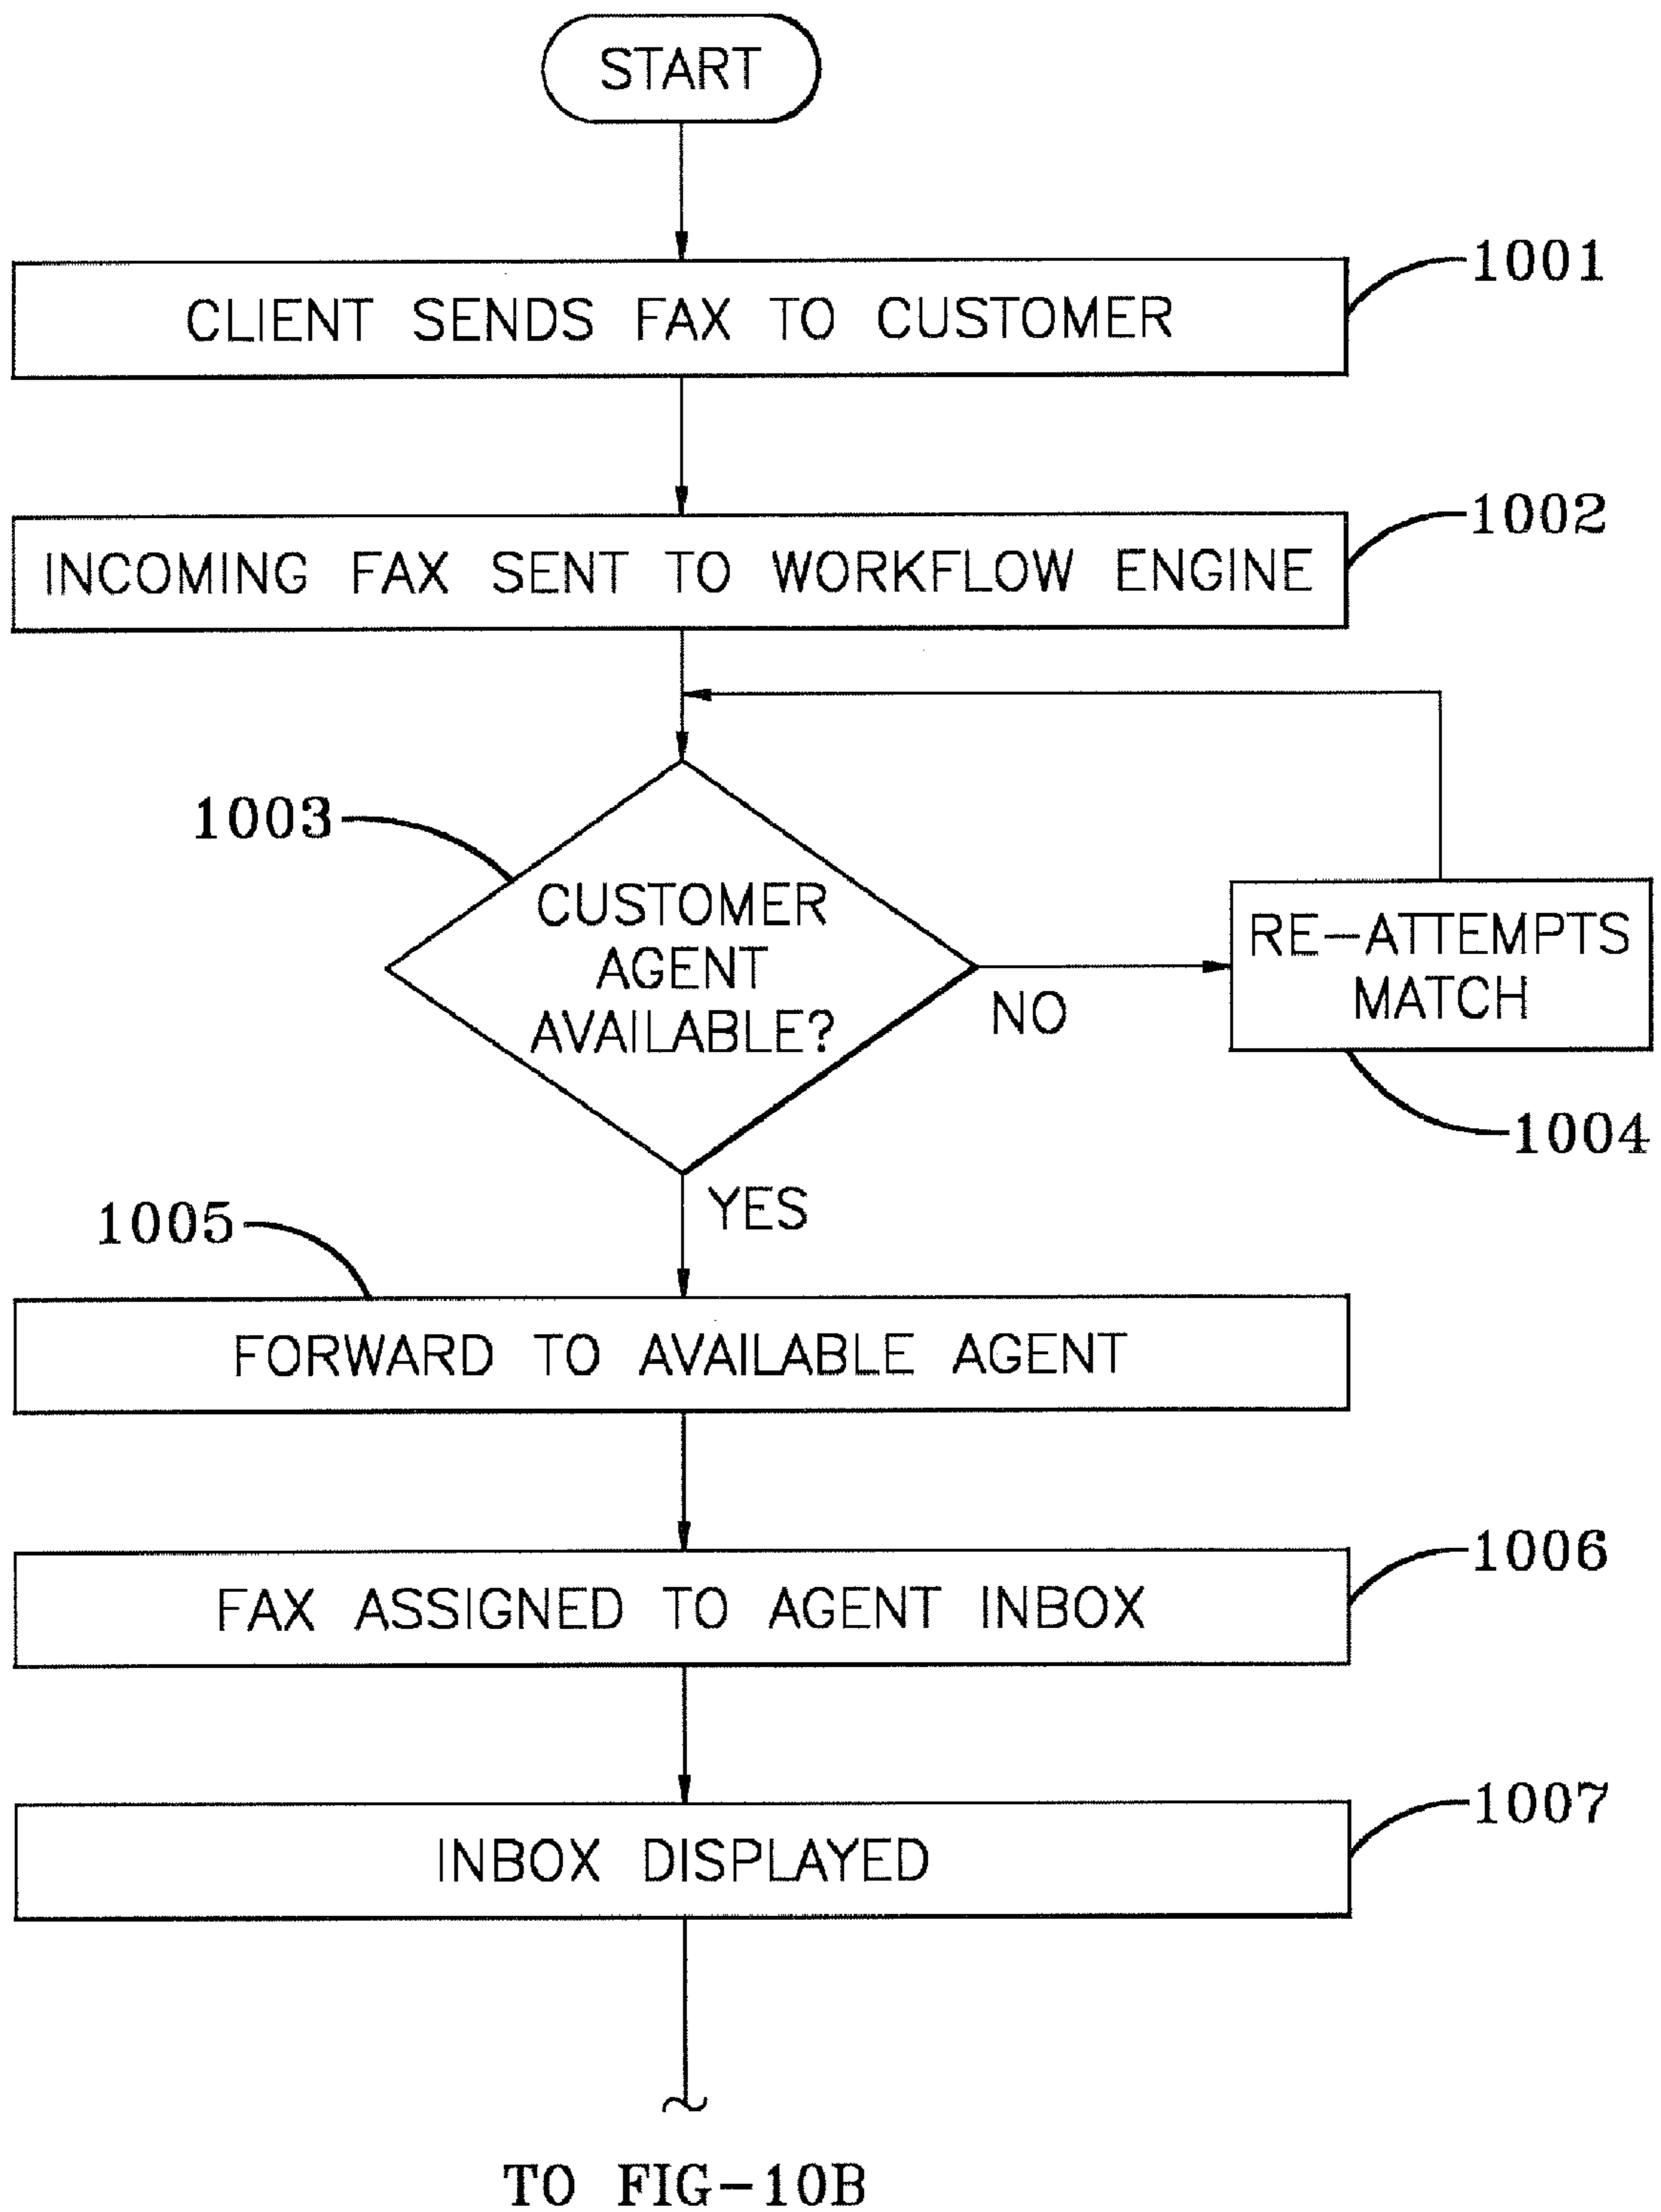 START
1001
CLIENT SENDS FAX TO CUSTOMER
1002
INCOMING FAX SENT TO WORKFLOW ENGINE
1003
CUSTOMER
AGENT
AVAILABLE?
NO
RE-ATTEMPTS
MATCH
1004
YES
1005
FORWARD TO AVAILABLE AGENT
1006
FAX ASSIGNED TO AGENT INBOX
1007
INBOX DISPLAYED
TO FIG-10B